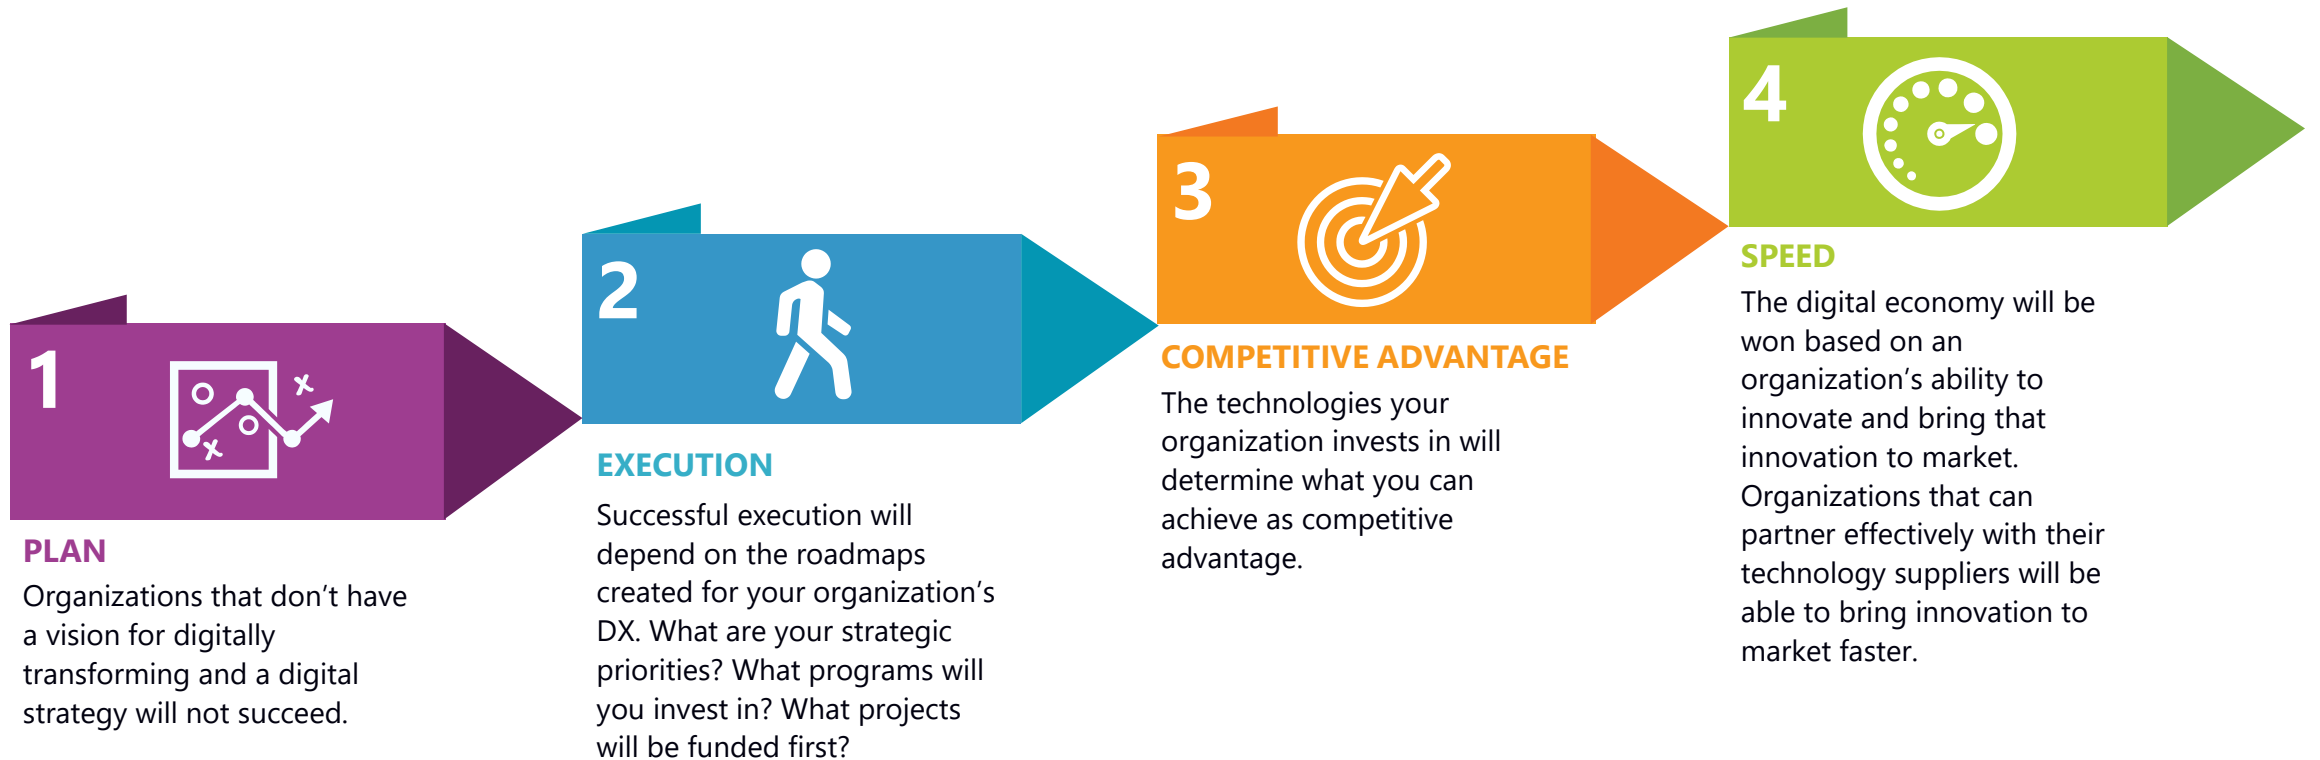 1
PLAN
Organizations that don’t have
a vision for digitally
transforming and a digital
strategy will not succeed.
2
EXECUTION
Successful execution will
depend on the roadmaps
created for your organization’s
DX. What are your strategic
priorities? What programs will
you invest in? What projects
will be funded first?
3
COMPETITIVE ADVANTAGE
The technologies your
organization invests in will
determine what you can
achieve as competitive
advantage.
4
SPEED
The digital economy will be
won based on an
organization’s ability to
innovate and bring that
innovation to market.
Organizations that can
partner effectively with their
technology suppliers will be
able to bring innovation to
market faster.